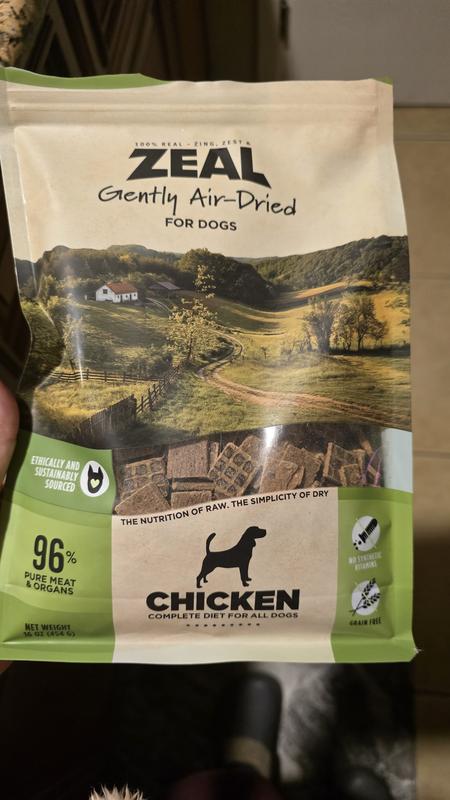 100% REAL - ZING, ZEST &
ZEAL
Gently Air-Dried
FOR DOGS
ETHICALLY AND
SUSTAINABLY
SOURCED
THE NUTRITION OF RAW. THE SIMPLICITY OF DRY
96%
PURE MEAT
& ORGANS
NO SYNTHETIC
VITAMINS
CHICKEN
COMPLETE DIET FOR ALL DOGS
GRAIN FREE
NET WEIGHT
16 OZ (454 G)